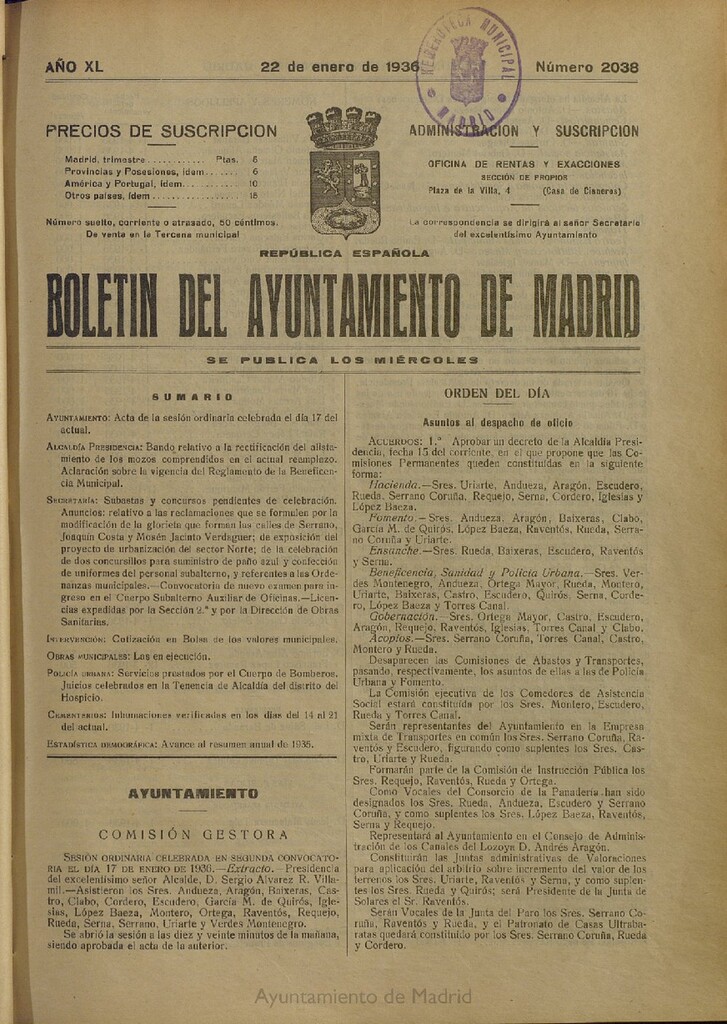 AÑO XL
22 de enero de 1936
Número 2038
HEMEROTECA MUNICIPAL
MADRID
PRECIOS DE SUSCRIPCION
Madrid, trimestre ........... Ptas. 5
Provincias y Posesiones, ídem ........... 6
América y Portugal, ídem ........... 10
Otros países, ídem ........... 15
Número suelto, corriente o atrasado, 50 céntimos.
De venta en la Tercena municipal
ADMINISTRACION Y SUSCRIPCIÓN
OFICINA DE RENTAS Y EXACCIONES
SECCIÓN DE PROPIOS
Plaza de la Villa, 4 (Casa de Cisneros)
La correspondencia se dirigirá al señor Secretario
del excelentísimo Ayuntamiento
REPÚBLICA ESPAÑOLA
BOLETIN DEL AYUNTAMIENTO DE MADRID
SE PUBLICA LOS MIÉRCOLES
SUMARIO
AYUNTAMIENTO: Acta de la sesión ordinaria celebrada el día 17 del
actual.
ALCALDÍA PRESIDENCIA: Bando relativo a la rectificación del alista-
miento de los mozos comprendidos en el actual reemplazo.
Aclaración sobre la vigencia del Reglamento de la Beneficen-
cia Municipal.
SECRETARÍA: Subastas y concursos pendientes de celebración.
Anuncios: relativo a las reclamaciones que se formulen por la
modificación de la glorieta que forman las calles de Serrano,
Joaquín Costa y Mosén Jacinto Verdaguer; de exposición del
proyecto de urbanización del sector Norte; de la celebración
de dos concursillos para suministro de paño azul y confección
de uniformes del personal subalterno, y referentes a las Orde-
nanzas municipales.—Convocatoria de nuevo examen para in-
greso en el Cuerpo Subalterno Auxiliar de Oficinas.—Licen-
cias expedidas por la Sección 2.ª y por la Dirección de Obras
Sanitarias.
INTERVENCIÓN: Cotización en Bolsa de los valores municipales.
OBRAS MUNICIPALES: Las en ejecución.
POLICÍA URBANA: Servicios prestados por el Cuerpo de Bomberos.
Juicios celebrados en la Tenencia de Alcaldía del distrito del
Hospicio.
CEMENTERIOS: Inhumaciones verificadas en los días del 14 al 21
del actual.
ESTADÍSTICA DEMOGRÁFICA: Avance al resumen anual de 1935.
AYUNTAMIENTO
COMISIÓN GESTORA
SESIÓN ORDINARIA CELEBRADA EN SEGUNDA CONVOCATO-
RIA EL DÍA 17 DE ENERO DE 1936.—Extracto.—Presidencia
del excelentísimo señor Alcalde, D. Sergio Alvarez R. Villa-
mil.—Asistieron los Sres. Andueza, Aragón, Baixeras, Cas-
tro, Clabo, Cordero, Escudero, García M. de Quirós, Igle-
sias, López Baeza, Montero, Ortega, Raventós, Requejo,
Rueda, Serna, Serrano, Uriarte y Verdes Montenegro.
Se abrió la sesión a las diez y veinte minutos de la mañana,
siendo aprobada el acta de la anterior.
ORDEN DEL DÍA
Asuntos al despacho de oficio
ACUERDOS: 1.º Aprobar un decreto de la Alcaldía Presi-
dencia, fecha 15 del corriente, en el que propone que las Co-
misiones Permanentes queden constituídas en la siguiente
forma:
Hacienda.—Sres. Uriarte, Andueza, Aragón, Escudero,
Rueda, Serrano Coruña, Requejo, Serna, Cordero, Iglesias y
López Baeza.
Fomento.—Sres. Andueza, Aragón, Baixeras, Clabo,
García M. de Quirós, López Baeza, Raventós, Rueda, Serra-
no Coruña y Uriarte.
Ensanche.—Sres. Rueda, Baixeras, Escudero, Raventós
y Serna.
Beneficencia, Sanidad y Policía Urbana.—Sres. Ver-
des Montenegro, Andueza, Ortega Mayor, Rueda, Montero,
Uriarte, Baixeras, Castro, Escudero, Quirós, Serna, Corde-
ro, López Baeza y Torres Canal.
Gobernación.—Sres. Ortega Mayor, Castro, Escudero,
Aragón, Requejo, Raventós, Iglesias, Torres Canal y Clabo.
Acopios.—Sres. Serrano Coruña, Torres Canal, Castro,
Montero y Rueda.
Desaparecen las Comisiones de Abastos y Transportes,
pasando, respectivamente, los asuntos de ellas a las de Policía
Urbana y Fomento.
La Comisión ejecutiva de los Comedores de Asistencia
Social estará constituída por los Sres. Montero, Escudero,
Rueda y Torres Canal.
Serán representantes del Ayuntamiento en la Empresa
mixta de Transportes en común los Sres. Serrano Coruña, Ra-
ventós y Escudero, figurando como suplentes los Sres. Cas-
tro, Uriarte y Rueda.
Formarán parte de la Comisión de Instrucción Pública los
Sres. Requejo, Raventós, Rueda y Ortega.
Como Vocales del Consorcio de la Panadería han sido
designados los Sres. Rueda, Andueza, Escudero y Serrano
Coruña, y como suplentes los Sres. López Baeza, Raventós,
Serna y Requejo.
Representará al Ayuntamiento en el Consejo de Adminis-
tración de los Canales del Lozoya D. Andrés Aragón.
Constituirán las Juntas administrativas de Valoraciones
para aplicación del arbitrio sobre incremento del valor de los
terrenos los Sres. Uriarte, Raventós y Serna, y como suplen-
tes los Sres. Rueda y Quirós; será Presidente de la Junta de
Solares el Sr. Raventós.
Serán Vocales de la Junta del Paro los Sres. Serrano Co-
ruña, Raventós y Rueda, y el Patronato de Casas Ultraba-
ratas quedará constituído por los Sres. Serrano Coruña, Rueda
y Cordero.
Ayuntamiento de Madrid